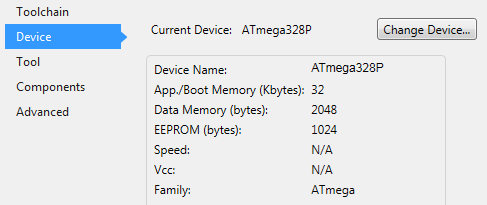 Toolchain
Device
Tool
Components
Advanced
Current Device: ATmega328P
Change Device...
Device Name: ATmega328P
App./Boot Memory (Kbytes): 32
Data Memory (bytes): 2048
EEPROM (bytes): 1024
Speed: N/A
Vcc: N/A
Family: ATmega